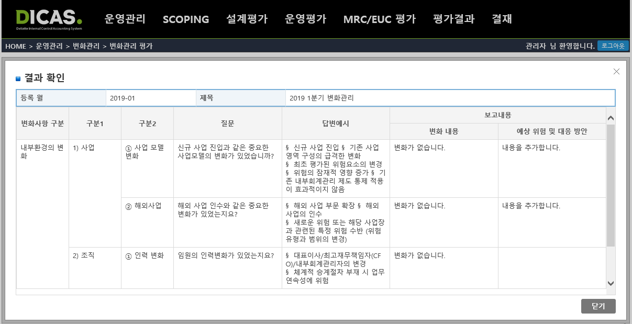 DICAS.
Deloitte Internal Control Accounting System
운영관리 SCOPING 설계평가 운영평가 MRC/EUC 평가 평가결과 결재
HOME > 운영관리 > 변화관리 > 변화관리 평가
관리자 님 환영합니다. 로그아웃
결과 확인
등록 월 2019-01 제목 2019 1분기 변화관리
변화사항 구분 구분1 구분2 질문 답변예시 보고내용
변화 내용 예상 위험 및 대응 방안
내부환경의 변
화
1) 사업
① 사업 모델
변화
신규 사업 진입과 같은 중요한
사업모델의 변화가 있었습니까?
§ 신규 사업 진입 § 기존 사업
영역 구성의 급격한 변화
§ 최초 평가된 위험요소의 변경
§ 위험의 잠재적 영향 증가 § 기
존 내부회계관리 제도 통제 적용
이 효과적이지 않음
변화가 없습니다.
내용을 추가합니다.
② 해외사업
해외 사업 인수와 같은 중요한
변화가 있었는지요?
§ 해외 사업 부문 확장 § 해외
사업의 인수
§ 새로운 위험 또는 해당 사업장
과 관련된 특정 위험 수반 (위험
유형과 범위의 변경)
변화가 없습니다.
내용을 추가합니다.
2) 조직
① 인력 변화
임원의 인력변화가 있었는지요?
§ 대표이사/최고재무책임자(CF
O)/내부회계관리자의 변경
§ 체계적 승계절차 부재 시 업무
연속성에 위험
변화가 없습니다.
닫기